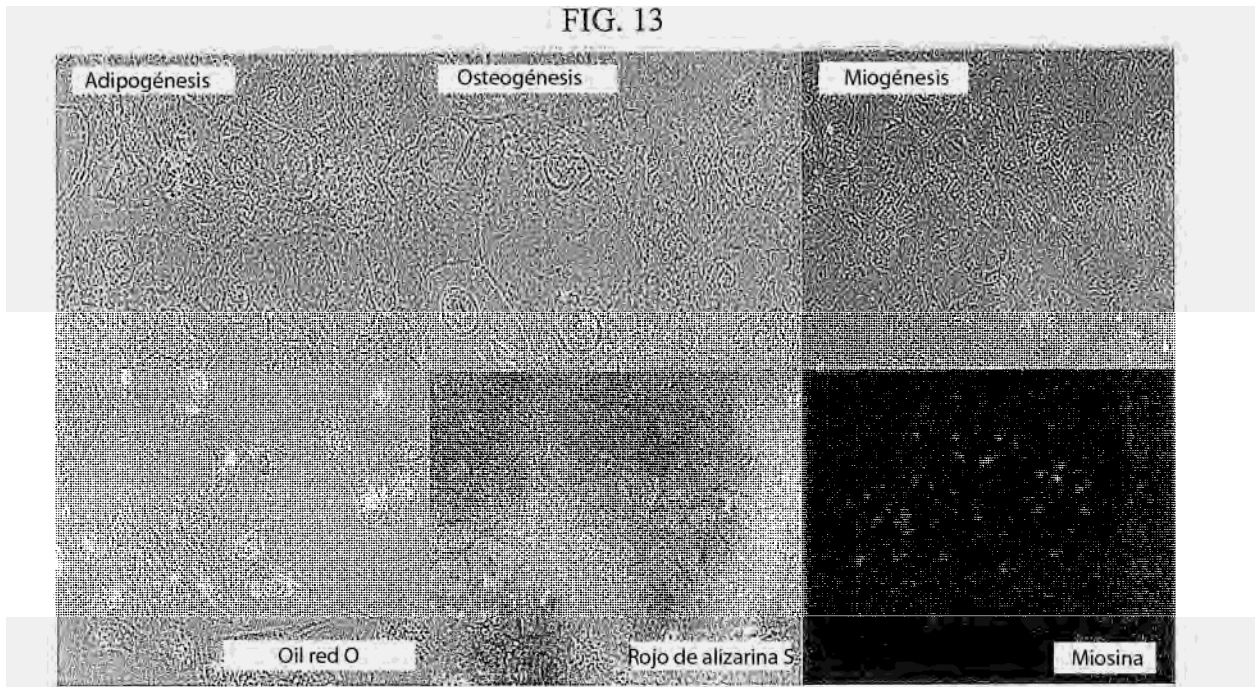 FIG. 13
Adipogénesis
Osteogénesis
Miogénesis
Oil red O
Rojo de alizarina S
Miosina